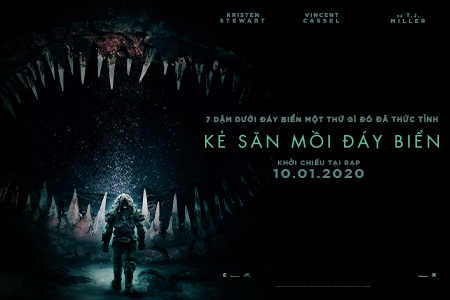 KRISTEN STEWART
VINCENT CASSEL
VÀ T.J. MILLER
7 DẶM DƯỚI ĐÁY BIỂN MỘT THỨ GÌ ĐÓ ĐÃ THỨC TỈNH
KẺ SĂN MỒI ĐÁY BIỂN
KHỞI CHIẾU TẠI RẠP
10.01.2020